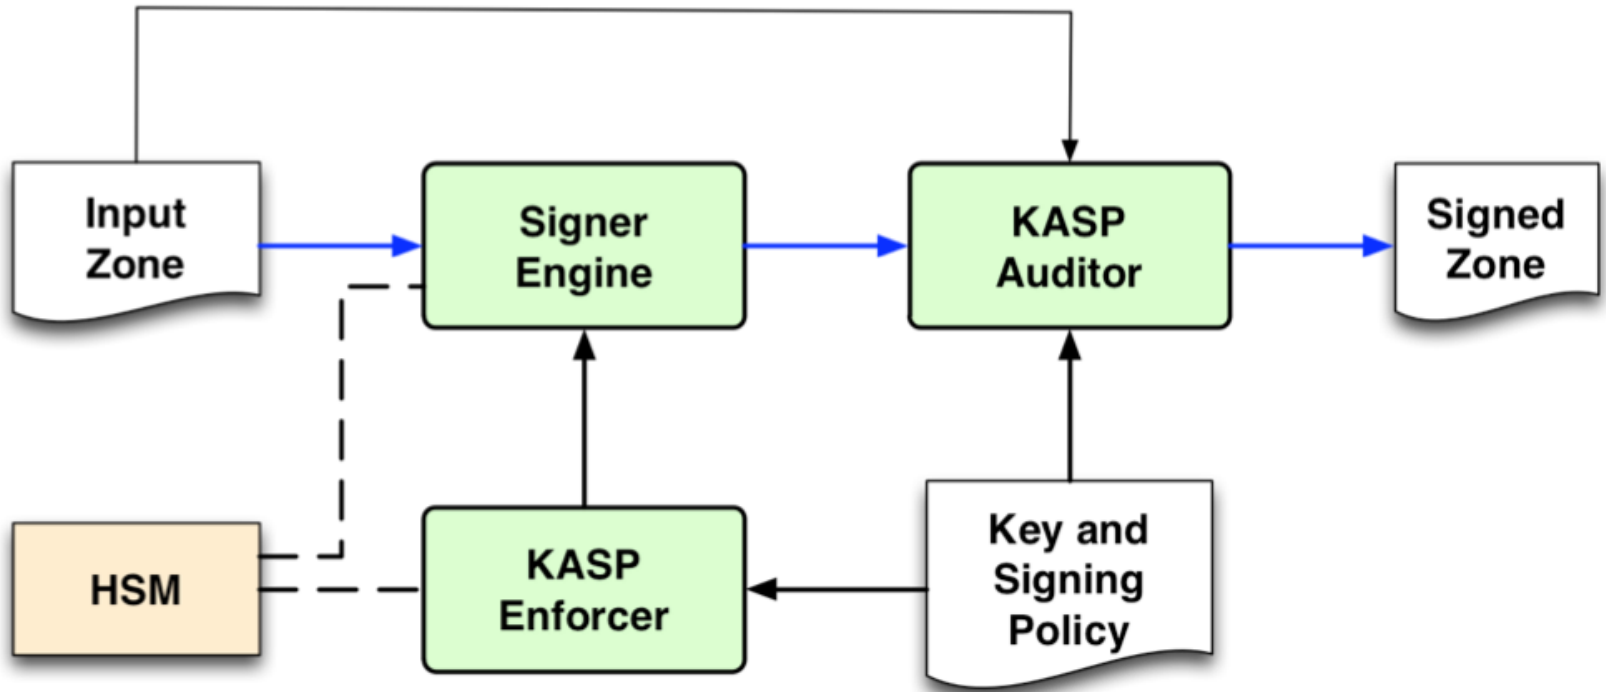 Input
Zone
Signer
Engine
KASP
Auditor
Signed
Zone
HSM
KASP
Enforcer
Key and
Signing
Policy